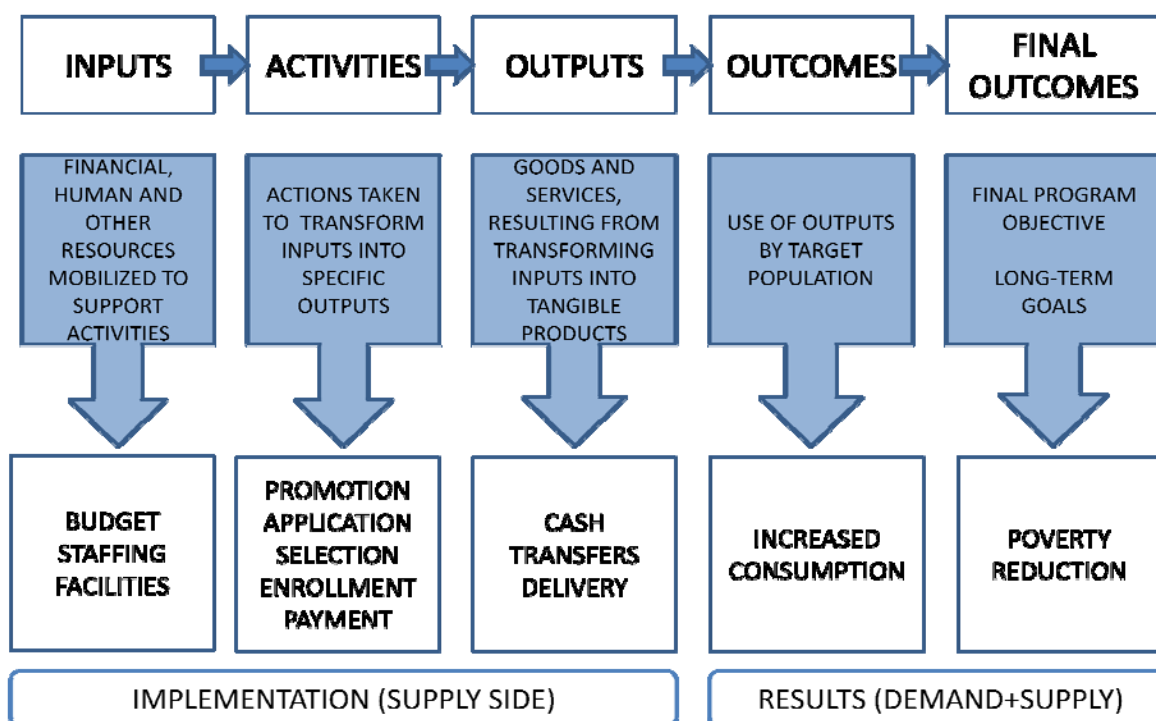 INPUTS
ACTIVITIES
OUTPUTS
OUTCOMES
FINAL
OUTCOMES
FINANCIAL,
HUMAN AND
OTHER
RESOURCES
MOBILIZED TO
SUPPORT
ACTIVITIES
ACTIONS TAKEN
TO TRANSFORM
INPUTS INTO
SPECIFIC
OUTPUTS
GOODS AND
SERVICES,
RESULTING FROM
TRANSFORMING
INPUTS INTO
TANGIBLE
PRODUCTS
USE OF OUTPUTS
BY TARGET
POPULATION
FINAL PROGRAM
OBJECTIVE
LONG-TERM
GOALS
BUDGET
STAFFING
FACILITIES
PROMOTION
APPLICATION
SELECTION
ENROLLMENT
PAYMENT
CASH
TRANSFERS
DELIVERY
INCREASED
CONSUMPTION
POVERTY
REDUCTION
IMPLEMENTATION (SUPPLY SIDE)
RESULTS (DEMAND+SUPPLY)